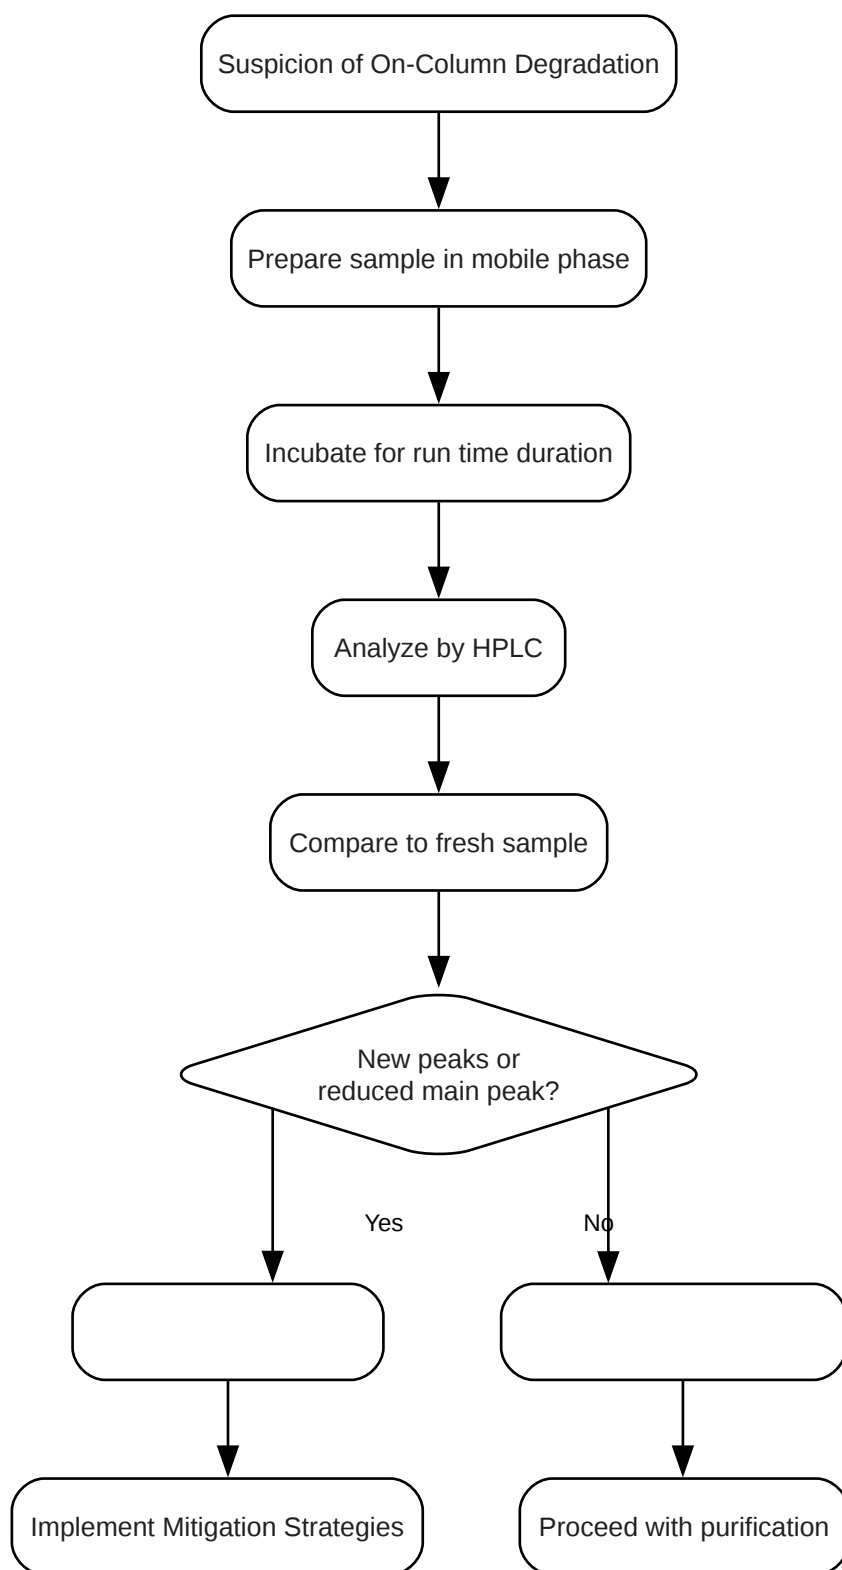 Suspicion of On-Column Degradation
Prepare sample in mobile phase
Incubate for run time duration
Analyze by HPLC
Compare to fresh sample
New peaks or
reduced main peak?
Yes
No
Implement Mitigation Strategies
Proceed with purification